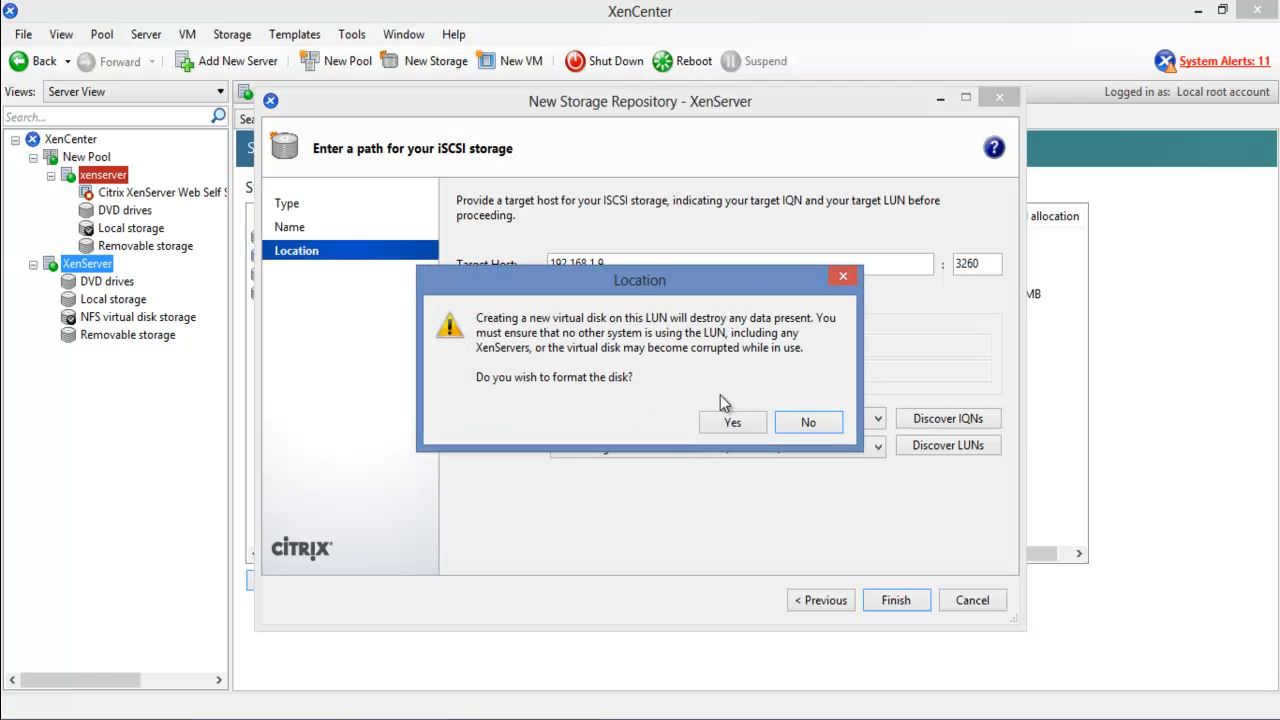 XenCenter
File View Pool Server VM Storage Templates Tools Window Help
Back Forward Add New Server New Pool New Storage New VM Shut Down Reboot Suspend System Alerts: 11
Views: Server View Logged in as: Local root account
Search...
XenCenter
New Pool
xenserver
Citrix XenServer Web Self S
DVD drives
Local storage
Removable storage
XenServer
DVD drives
Local storage
NFS virtual disk storage
Removable storage
Sea
S
allocation
MB
New Storage Repository - XenServer
Enter a path for your iSCSI storage
?
Type
Name
Location
CITRIX
Provide a target host for your ISCSI storage, indicating your target IQN and your target LUN before
proceeding.
Target Host: 192.168.1.9 : 3260
Discover IQNs
Discover LUNs
Location
Creating a new virtual disk on this LUN will destroy any data present. You
must ensure that no other system is using the LUN, including any
XenServers, or the virtual disk may become corrupted while in use.
Do you wish to format the disk?
Yes No
< Previous Finish Cancel